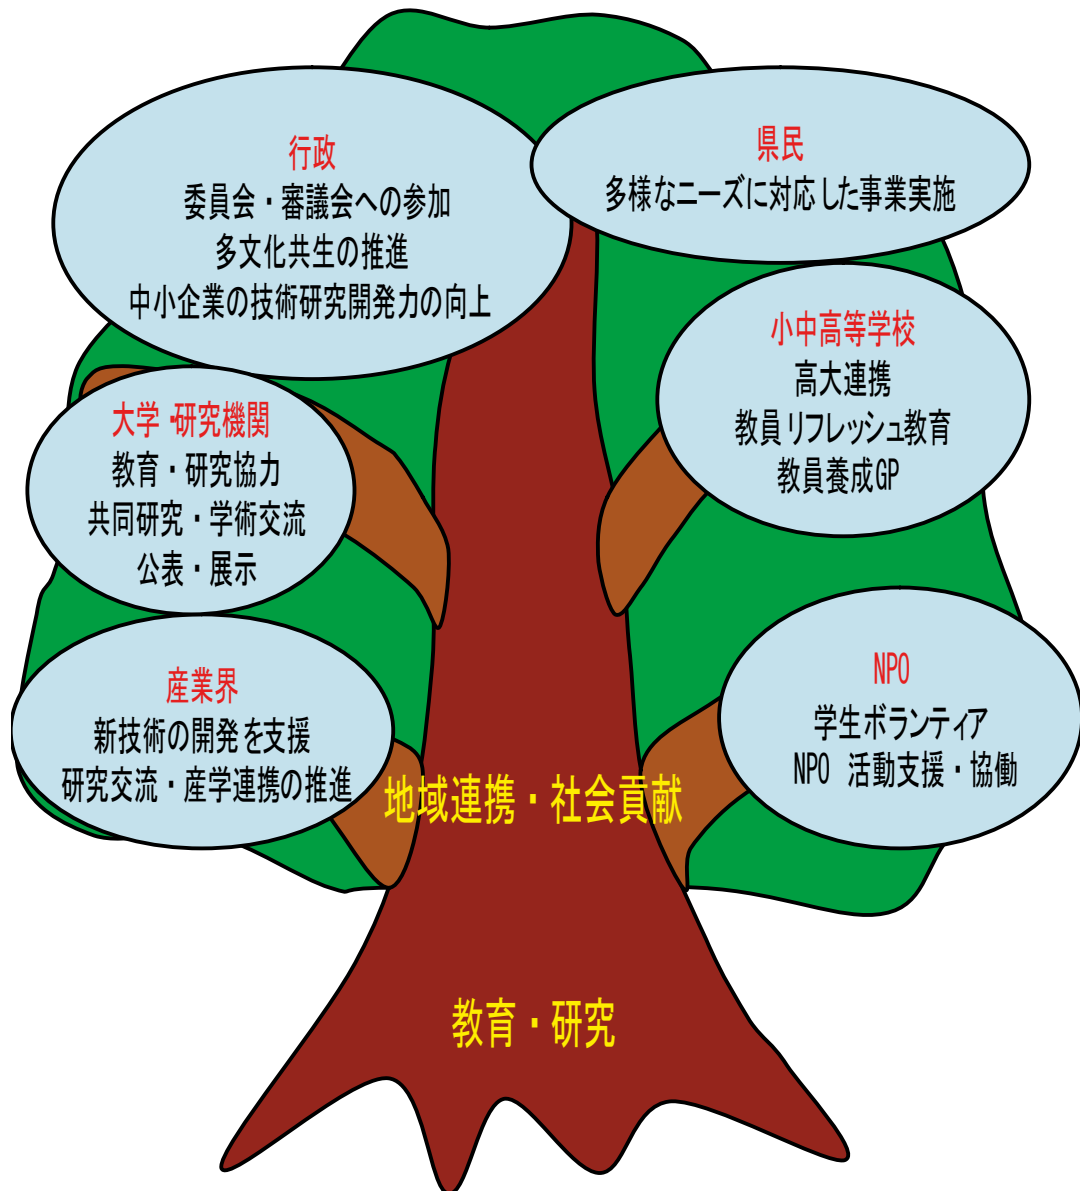 行政
委員会・審議会への参加
多文化共生の推進
中小企業の技術研究開発力の向上
県民
多様なニーズに対応した事業実施
小中高等学校
高大連携
教員リフレッシュ教育
教員養成GP
大学・研究機関
教育・研究協力
共同研究・学術交流
公表・展示
産業界
新技術の開発を支援
研究交流・産学連携の推進
NPO
学生ボランティア
NPO 活動支援・協働
地域連携・社会貢献
教育・研究